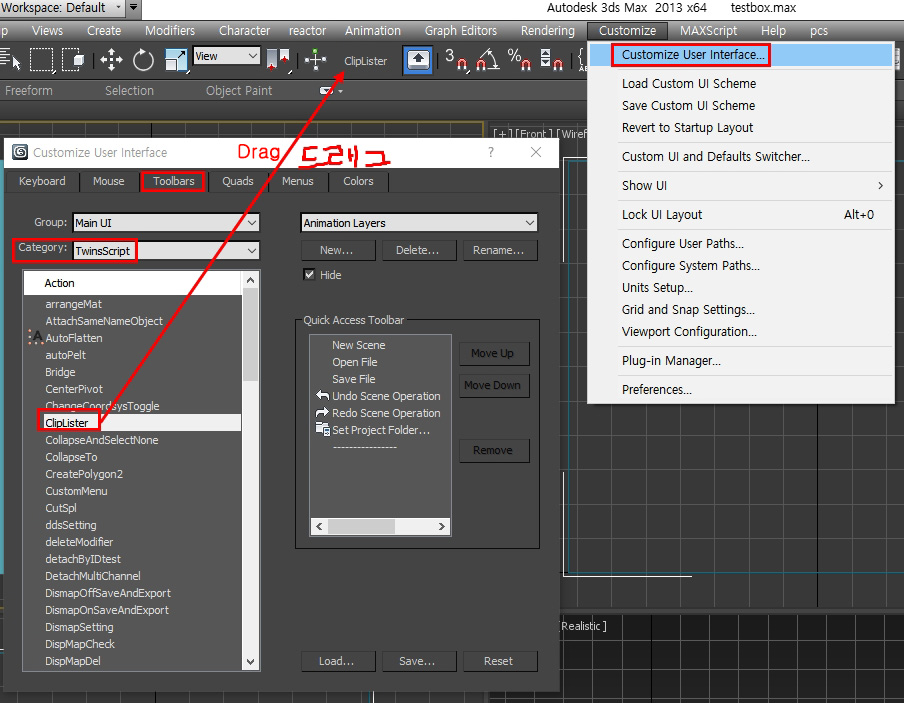 Workspace: Default
Autodesk 3ds Max 2013 x64 testbox.max
Views Create Modifiers Character reactor Animation Graph Editors Rendering Customize MAXScript Help pcs
View ClipLister 3 %
Freeform Selection Object Paint
Customize User Interface...
Load Custom UI Scheme
Save Custom UI Scheme
Revert to Startup Layout
Custom UI and Defaults Switcher...
Show UI
Lock UI Layout Alt+0
Configure User Paths...
Configure System Paths...
Units Setup...
Grid and Snap Settings...
Viewport Configuration...
Plug-in Manager...
Preferences...
[+][Front]
Customize User Interface
Drag 드래그
? ×
Keyboard Mouse Toolbars Quads Menus Colors
Group: Main UI
Category: TwinsScript
Action
arrangeMat
AttachSameNameObject
AutoFlatten
autoPelt
Bridge
CenterPivot
ChangeCoordsysToggle
ClipLister
CollapseAndSelectNone
CollapseTo
CreatePolygon2
CustomMenu
CutSpl
ddsSetting
deleteModifier
detachByIDtest
DetachMultiChannel
DismapOffSaveAndExport
DismapOnSaveAndExport
DismapSetting
DispMapCheck
DispMapDel
Animation Layers
New... Delete... Rename...
Hide
Quick Access Toolbar
New Scene
Open File
Save File
Undo Scene Operation
Redo Scene Operation
Set Project Folder...
----------------
Move Up
Move Down
Remove
Load... Save... Reset
Realistic ]